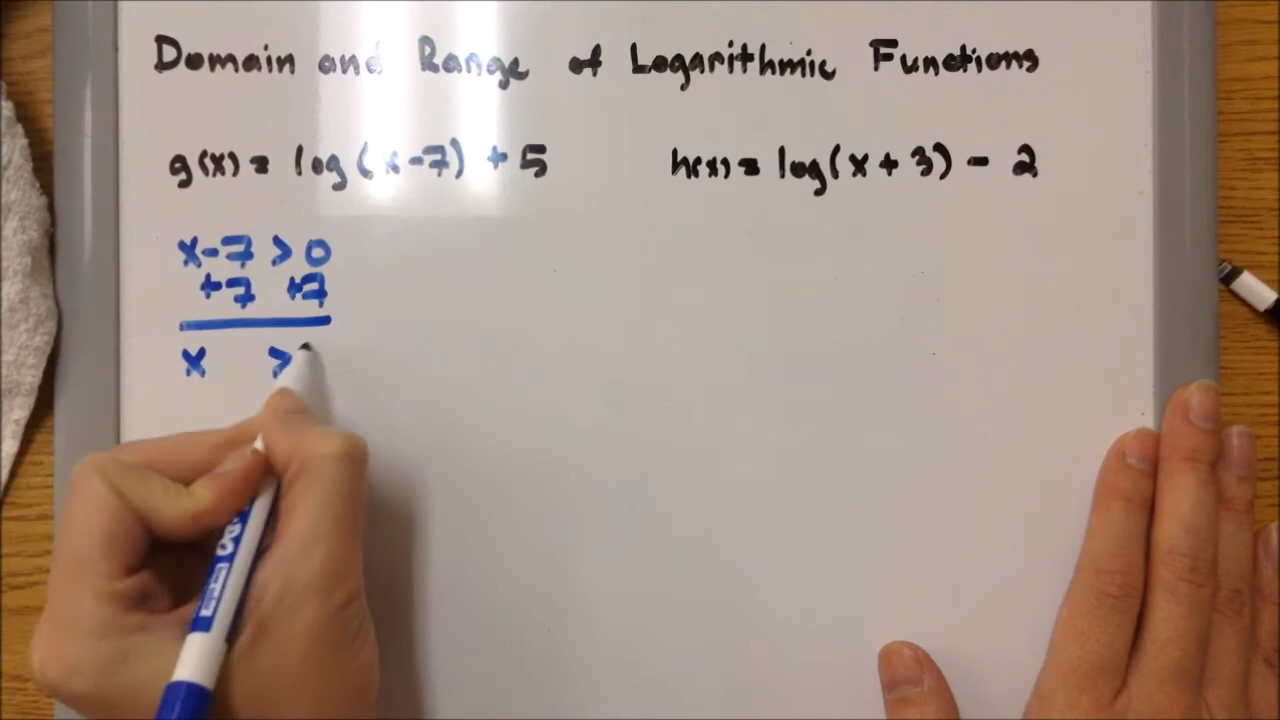 Domain and Range of Logarithmic Functions
g(x) = log(x-7) + 5
h(x) = log(x + 3) - 2
x-7 > 0
+7 +7
x >